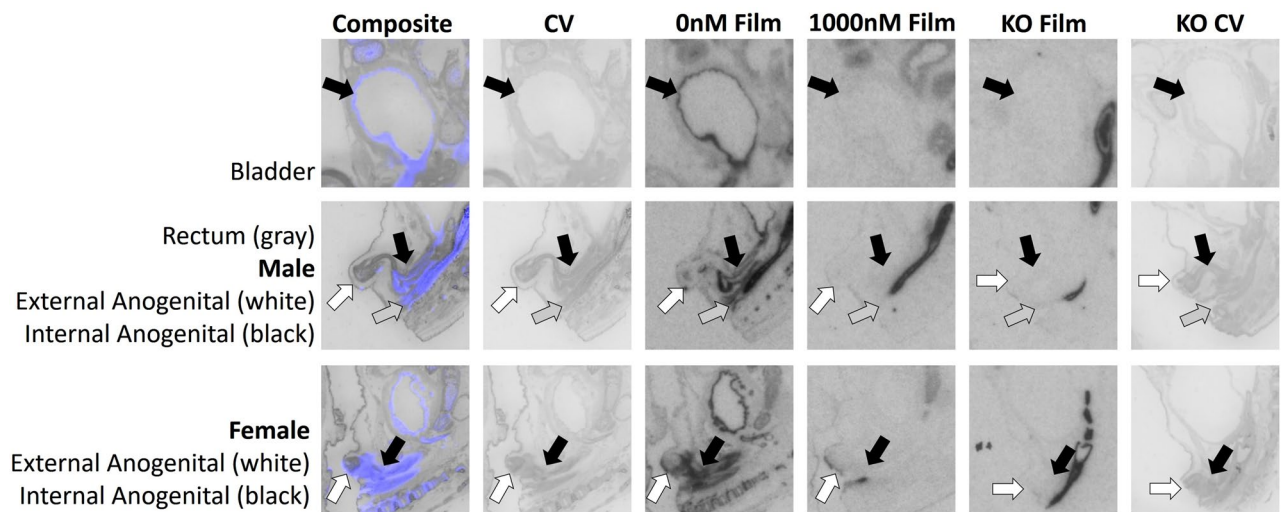 Composite CV 0nM Film 1000nM Film KO Film KO CV
Bladder
Rectum (gray)
Male
External Anogenital (white)
Internal Anogenital (black)
Female
External Anogenital (white)
Internal Anogenital (black)